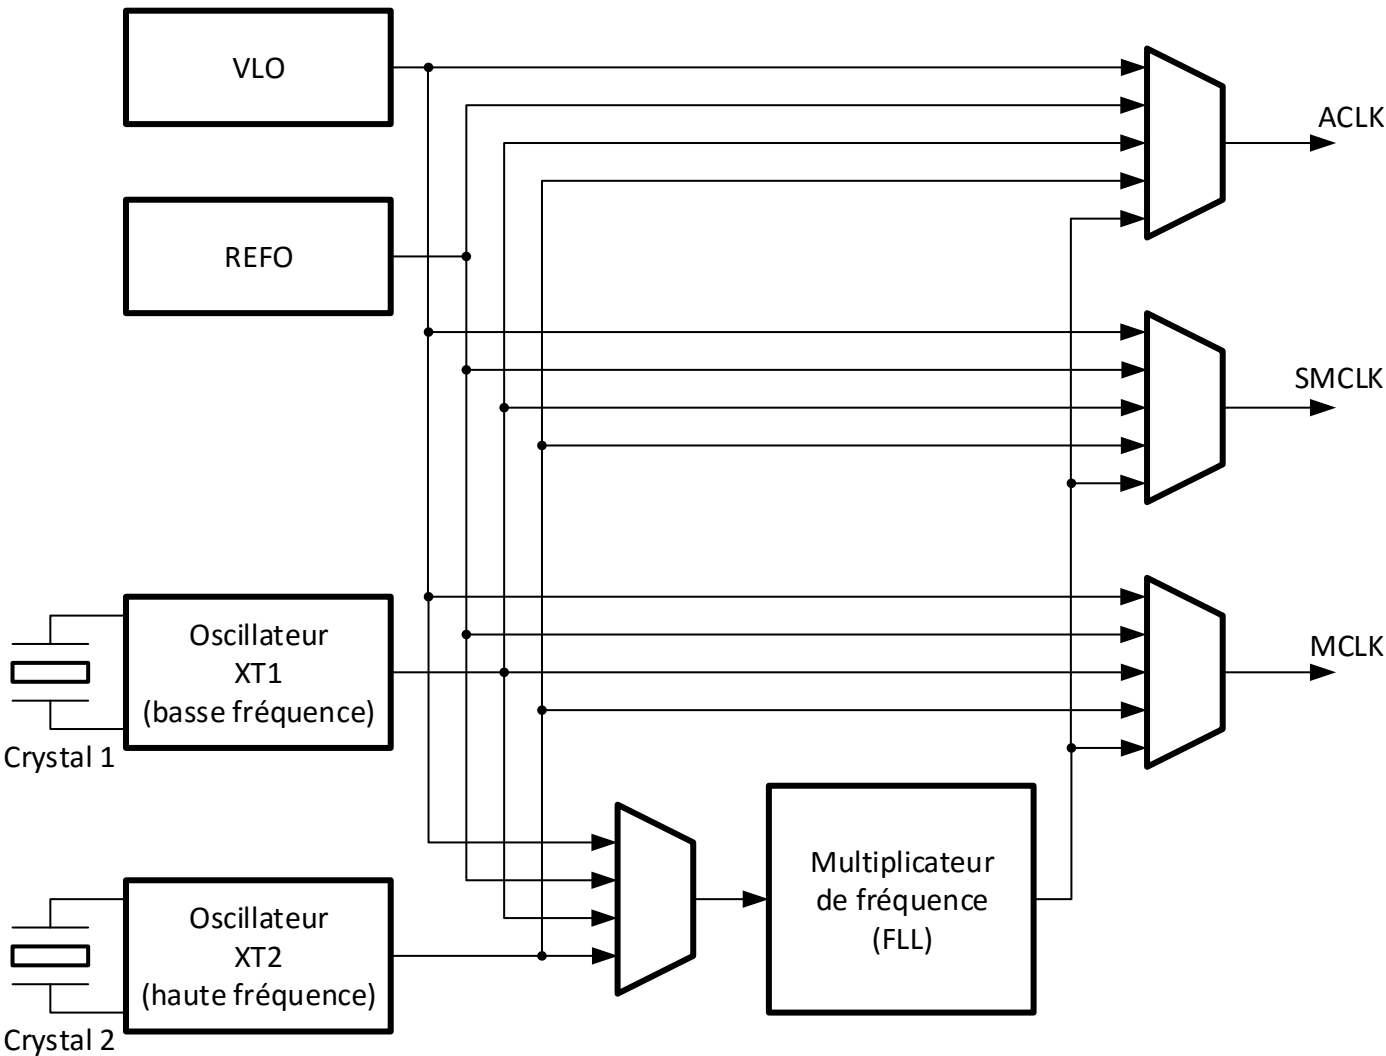 VLO
ACLK
REFO
SMCLK
Oscillateur
XT1
(basse fréquence)
MCLK
Crystal 1
Multiplicateur
de fréquence
(FLL)
Oscillateur
XT2
(haute fréquence)
Crystal 2